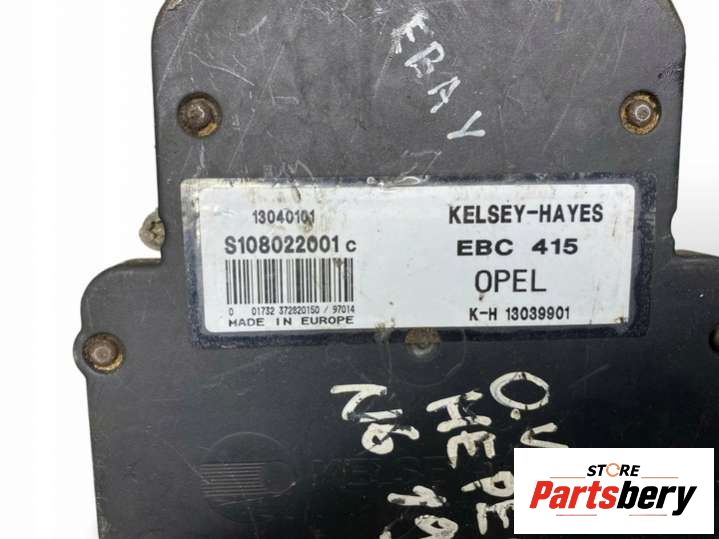 EBAY
13040101
S108022001 C
0 01732 372820150 / 97014
MADE IN EUROPE
KELSEY-HAYES
EBC 415
OPEL
K-H 13039901
STORE
Partsbery